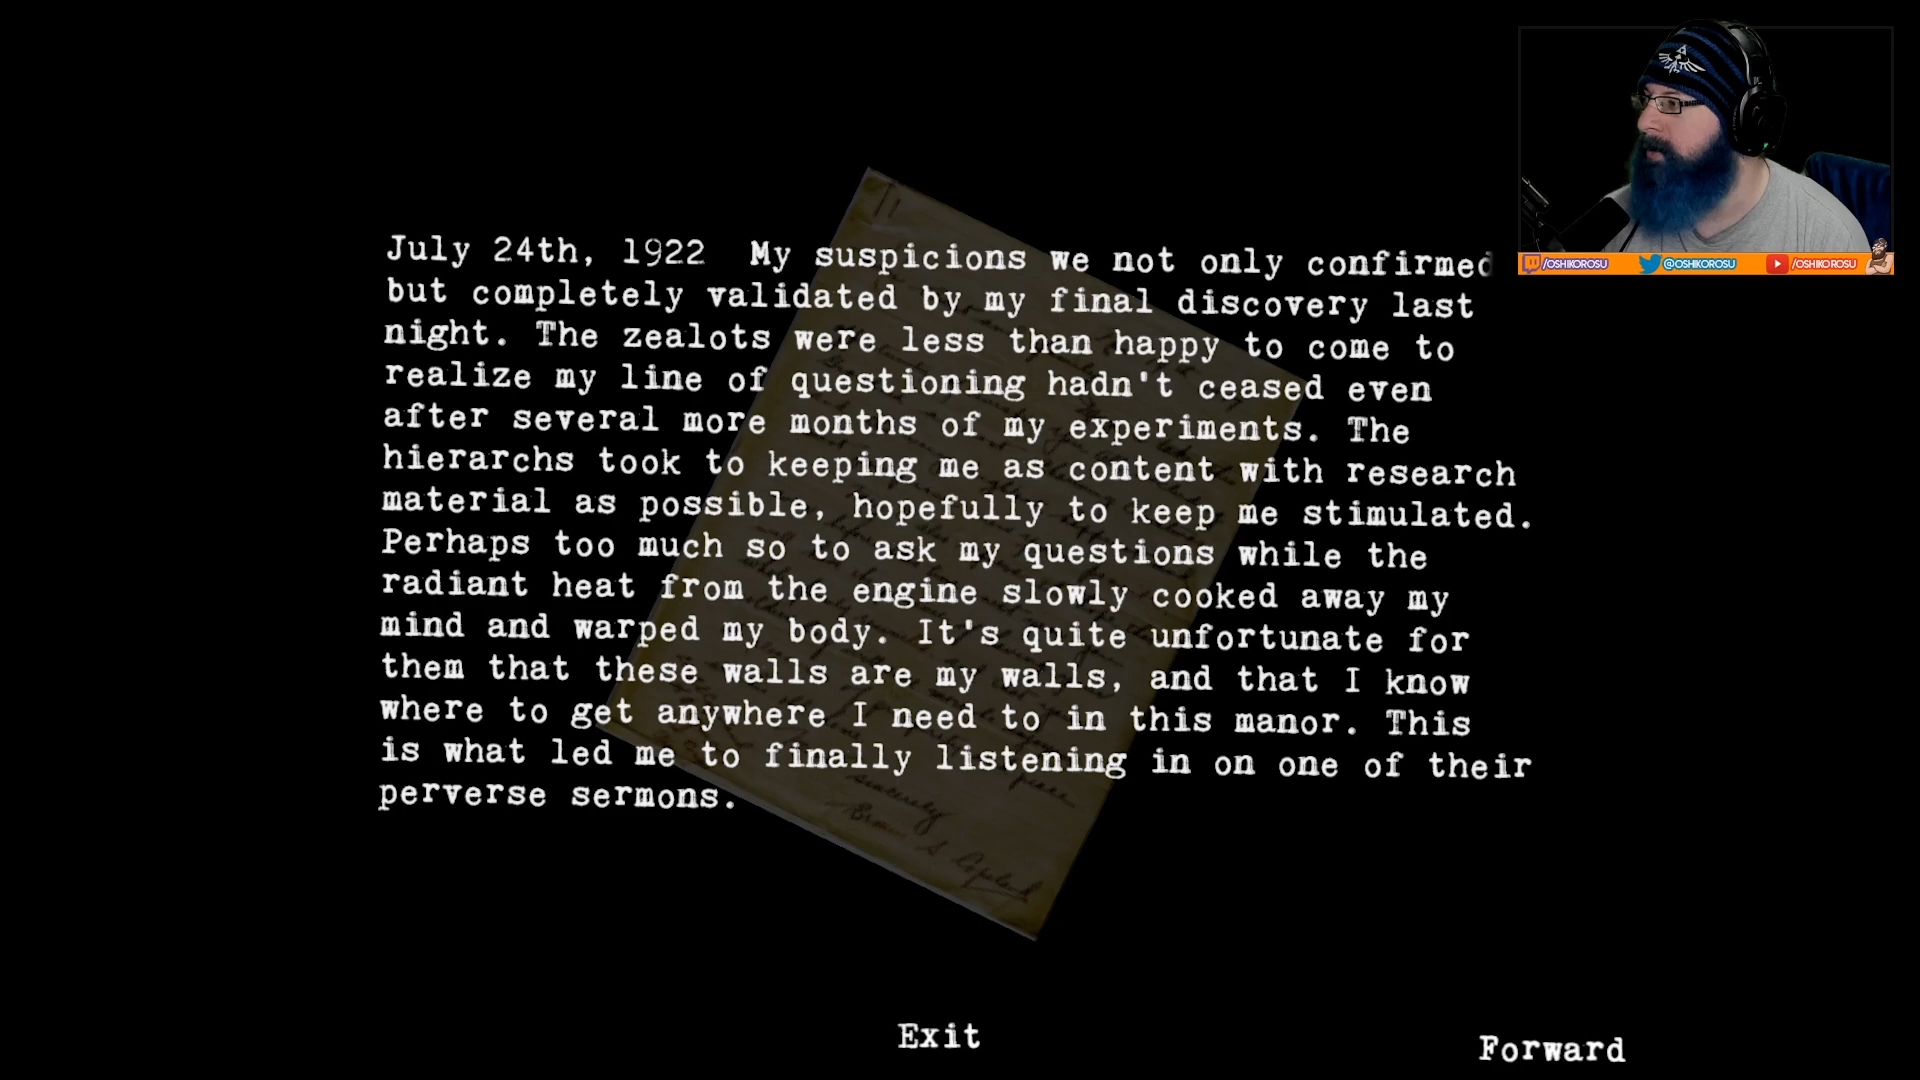 July 24th, 1922  My suspicions we not only confirmed
but completely validated by my final discovery last
night. The zealots were less than happy to come to
realize my line of questioning hadn't ceased even
after several more months of my experiments. The
hierarchs took to keeping me as content with research
material as possible, hopefully to keep me stimulated.
Perhaps too much so to ask my questions while the
radiant heat from the engine slowly cooked away my
mind and warped my body. It's quite unfortunate for
them that these walls are my walls, and that I know
where to get anywhere I need to in this manor. This
is what led me to finally listening in on one of their
perverse sermons.
sincerely
Exit
Forward
/OSHIKOROSU
@OSHIKOROSU
/OSHIKOROSU